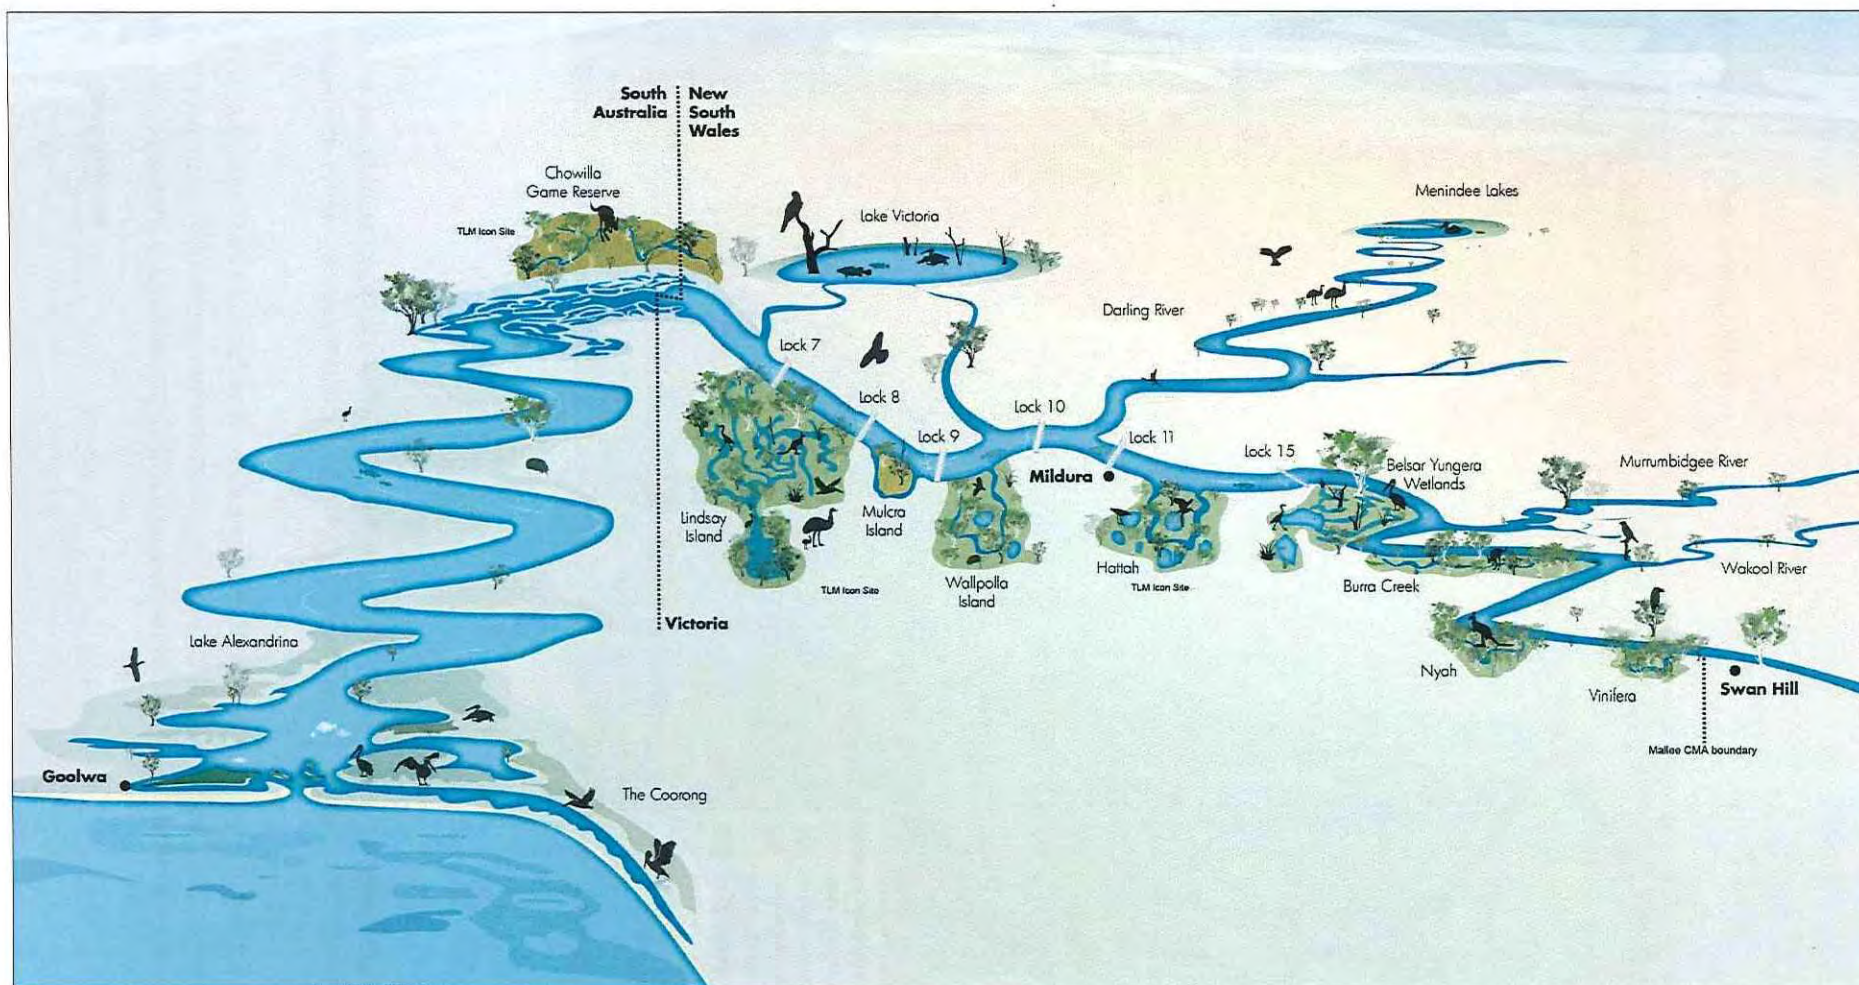 South
Australia
New
South
Wales
Chowilla
Game Reserve
TLM Icon Site
Lake Victoria
Menindee Lakes
Darling River
Lock 7
Lock 8
Lock 9
Lock 10
Lock 11
Lock 15
Mildura
Belsar Yungera
Wetlands
Murrumbidgee River
Lindsay
Island
Mulcra
Island
TLM Icon Site
Wallpolla
Island
Hattah
TLM Icon Site
Burra Creek
Wakool River
Victoria
Lake Alexandrina
Nyah
Vinifera
Swan Hill
Mallee CMA boundary
Goolwa
The Coorong